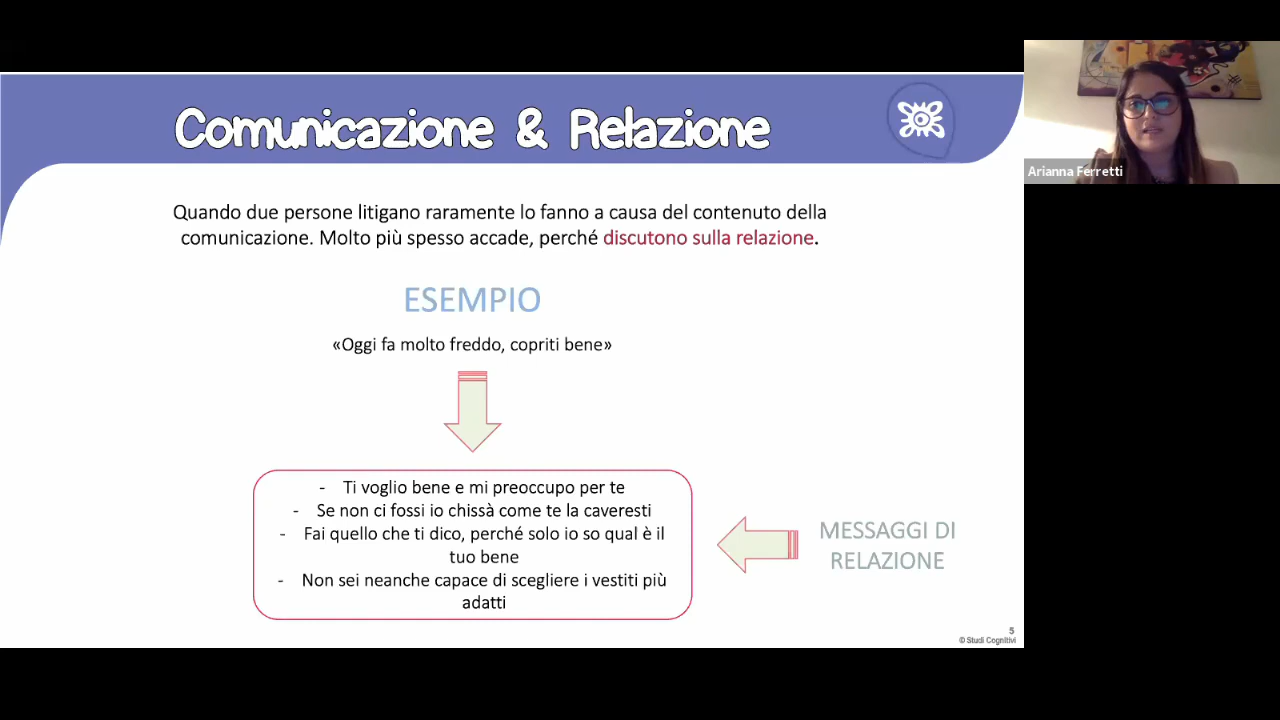 Comunicazione & Relazione
Arianna Ferretti
Quando due persone litigano raramente lo fanno a causa del contenuto della
comunicazione. Molto più spesso accade, perché discutono sulla relazione.
ESEMPIO
«Oggi fa molto freddo, copriti bene»
- Ti voglio bene e mi preoccupo per te
- Se non ci fossi io chissà come te la caveresti
- Fai quello che ti dico, perché solo io so qual è il
tuo bene
- Non sei neanche capace di scegliere i vestiti più
adatti
MESSAGGI DI
RELAZIONE
5
© Studi Cognitivi